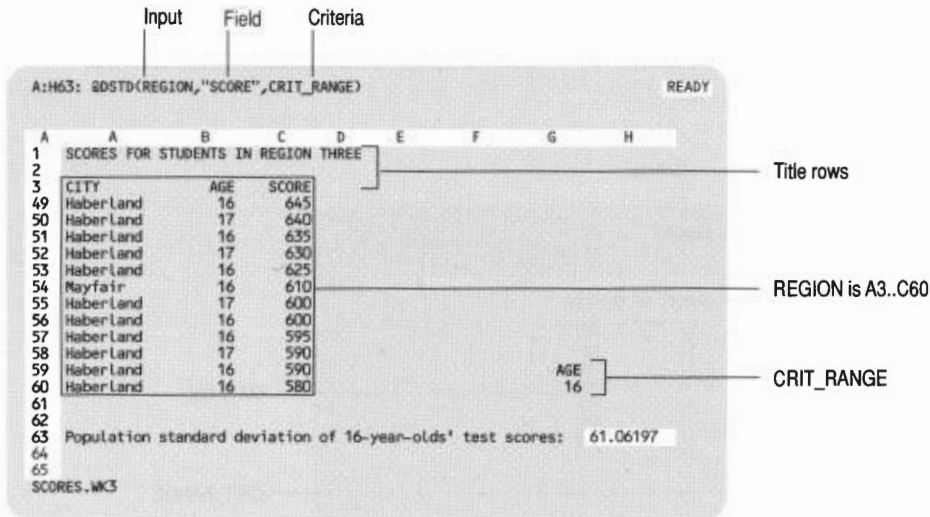 Input Field Criteria
A:H63: @DSTD(REGION,"SCORE",CRIT_RANGE) READY
A A B C D E F G H
1 SCORES FOR STUDENTS IN REGION THREE
2
Title rows
3 CITY AGE SCORE
49 Haberland 16 645
50 Haberland 17 640
51 Haberland 16 635
52 Haberland 17 630
53 Haberland 16 625
54 Mayfair 16 610
REGION is A3..C60
55 Haberland 17 600
56 Haberland 16 600
57 Haberland 16 595
58 Haberland 17 590
59 Haberland 16 590 AGE
CRIT_RANGE
60 Haberland 16 580 16
61
62
63 Population standard deviation of 16-year-olds' test scores: 61.06197
64
65
SCORES.WK3